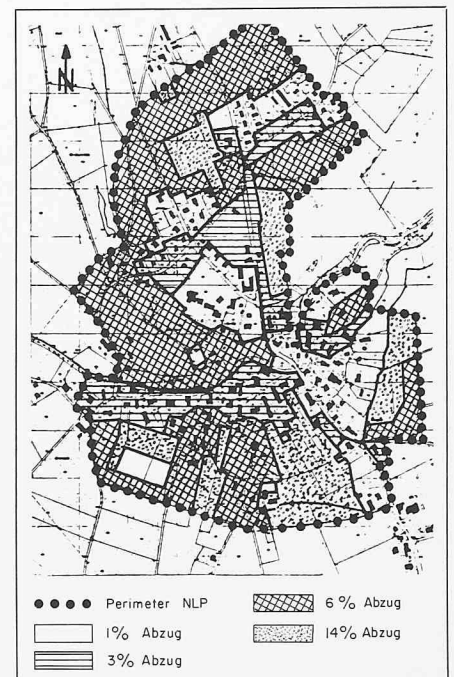 N
Perimeter NLP
6% Abzug
1% Abzug
14% Abzug
3% Abzug